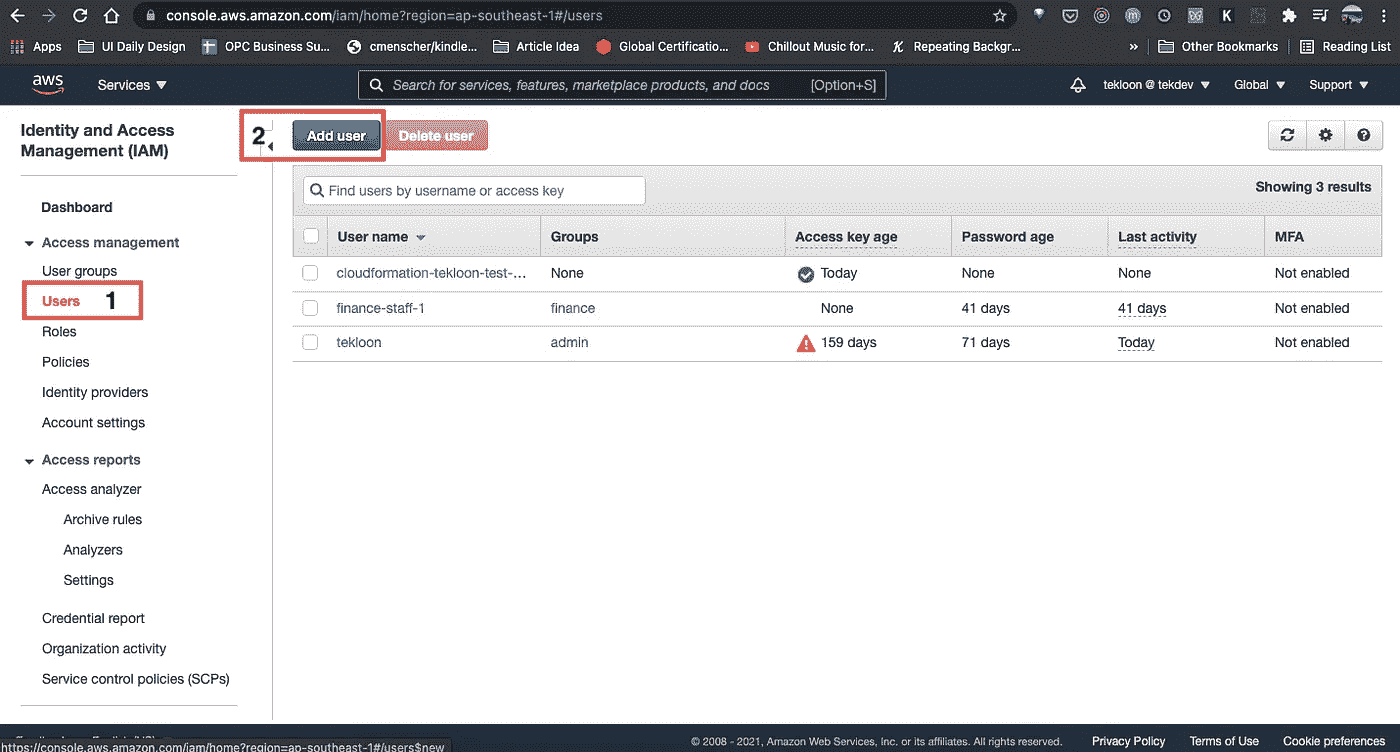 console.aws.amazon.com/iam/home?region=ap-southeast-1#/users
Apps UI Daily Design OPC Business Su... cmenscher/kindle... Article Idea Global Certificatio... Chillout Music for... Repeating Backgr... » Other Bookmarks Reading List
aws Services Search for services, features, marketplace products, and docs [Option+S] tekloon @ tekdev Global Support
Identity and Access
Management (IAM)
Dashboard
Access management
User groups
Users 1
Roles
Policies
Identity providers
Account settings
Access reports
Access analyzer
Archive rules
Analyzers
Settings
Credential report
Organization activity
Service control policies (SCPs)
2 Add user Delete user
Find users by username or access key Showing 3 results
User name Groups Access key age Password age Last activity MFA
cloudformation-tekloon-test-... None Today None None Not enabled
finance-staff-1 finance None 41 days 41 days Not enabled
tekloon admin 159 days 71 days Today Not enabled
https://console.aws.amazon.com/iam/home?region=ap-southeast-1#/users$new
© 2008 - 2021, Amazon Web Services, Inc. or its affiliates. All rights reserved. Privacy Policy Terms of Use Cookie preferences